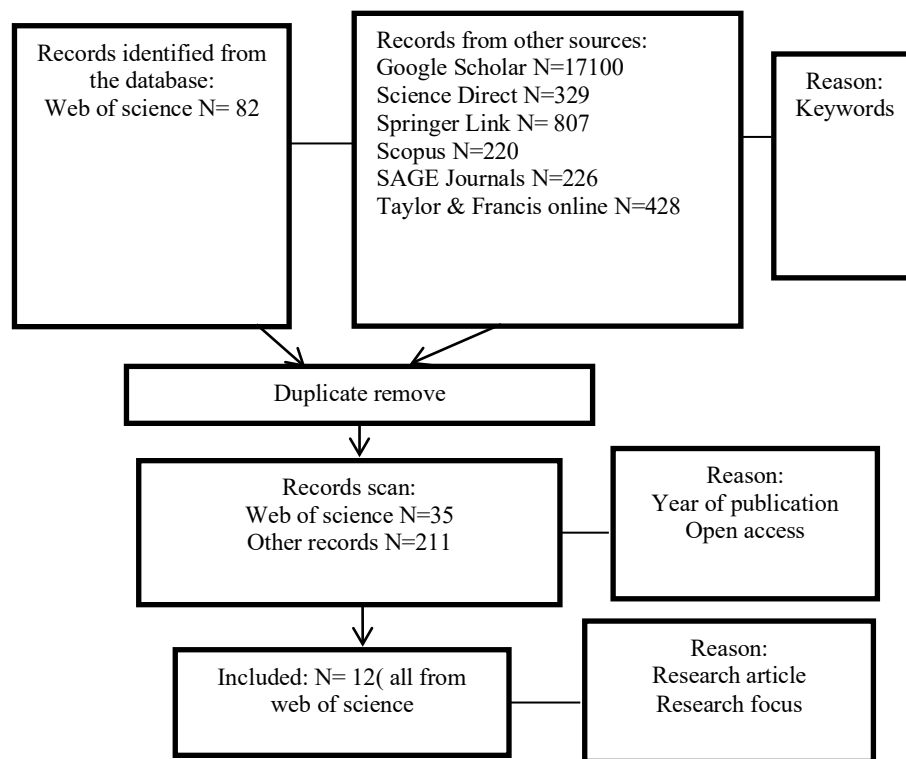 Records identified from
the database:
Web of science N= 82
Records from other sources:
Google Scholar N=17100
Science Direct N=329
Springer Link N= 807
Scopus N=220
SAGE Journals N=226
Taylor & Francis online N=428
Reason:
Keywords
Duplicate remove
Records scan:
Web of science N=35
Other records N=211
Reason:
Year of publication
Open access
Included: N= 12( all from
web of science
Reason:
Research article
Research focus